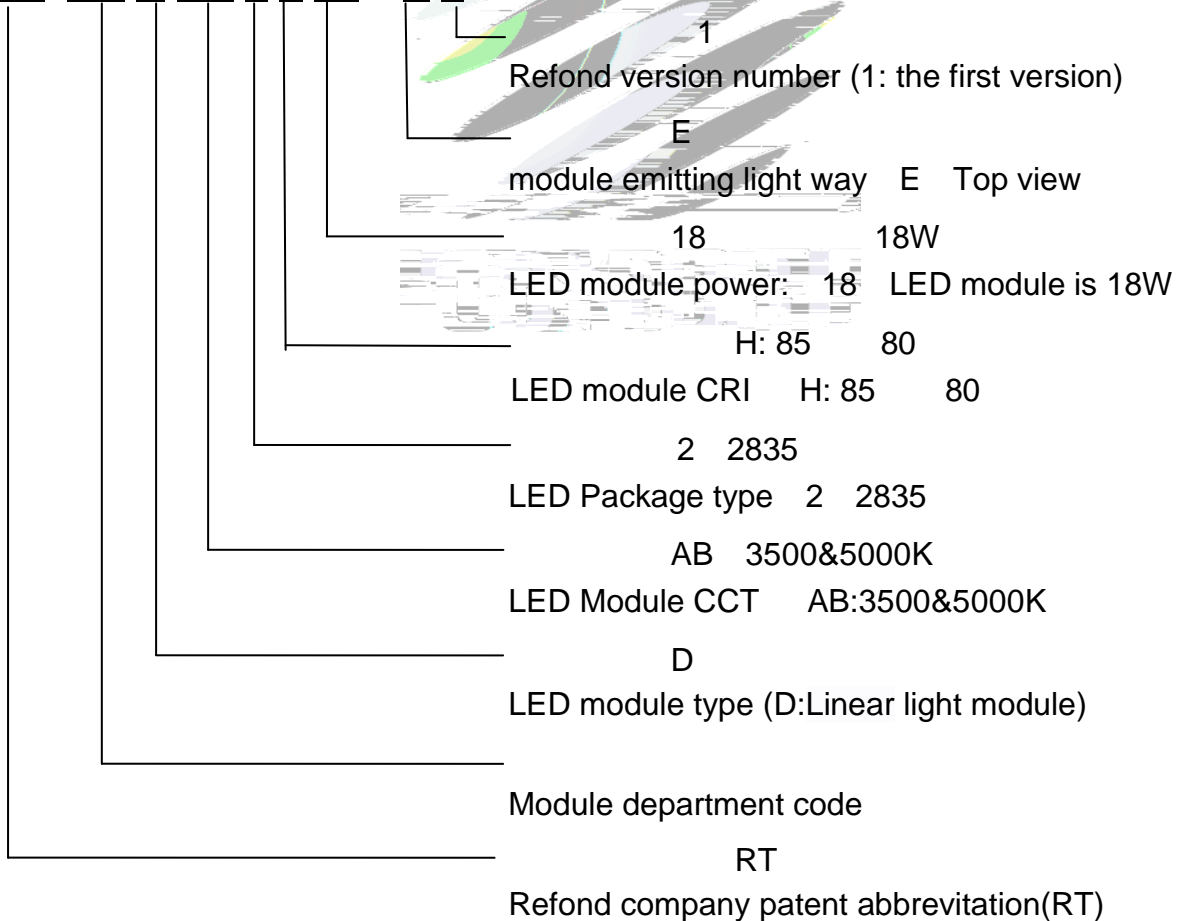 1
Refond version number (1: the first version)
E
module emitting light way E Top view
18 18W
LED module power: 18 LED module is 18W
H: 85 80
LED module CRI H: 85 80
2 2835
LED Package type 2 2835
AB 3500&5000K
LED Module CCT AB:3500&5000K
D
LED module type (D:Linear light module)
Module department code
RT
Refond company patent abbrevitation(RT)